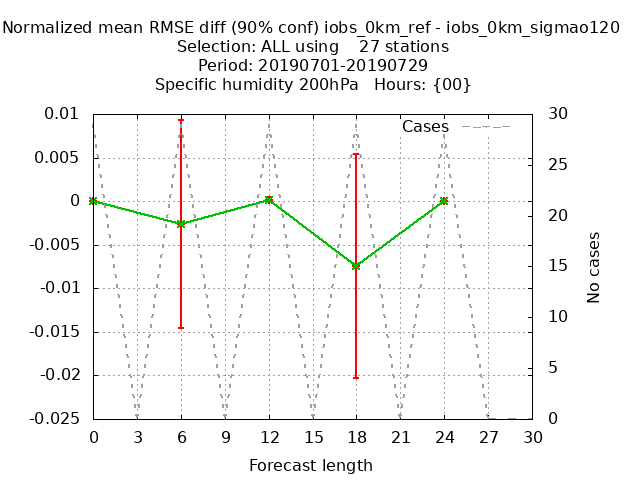 Normalized mean RMSE diff (90% conf) iobs_0km_ref - iobs_0km_sigmao120
Selection: ALL using 27 stations
Period: 20190701-20190729
Specific humidity 200hPa Hours: {00}
0.01
0.005
0
-0.005
-0.01
-0.015
-0.02
-0.025
Cases
30
25
20
15
10
5
0
No cases
0 3 6 9 12 15 18 21 24 27 30
Forecast length